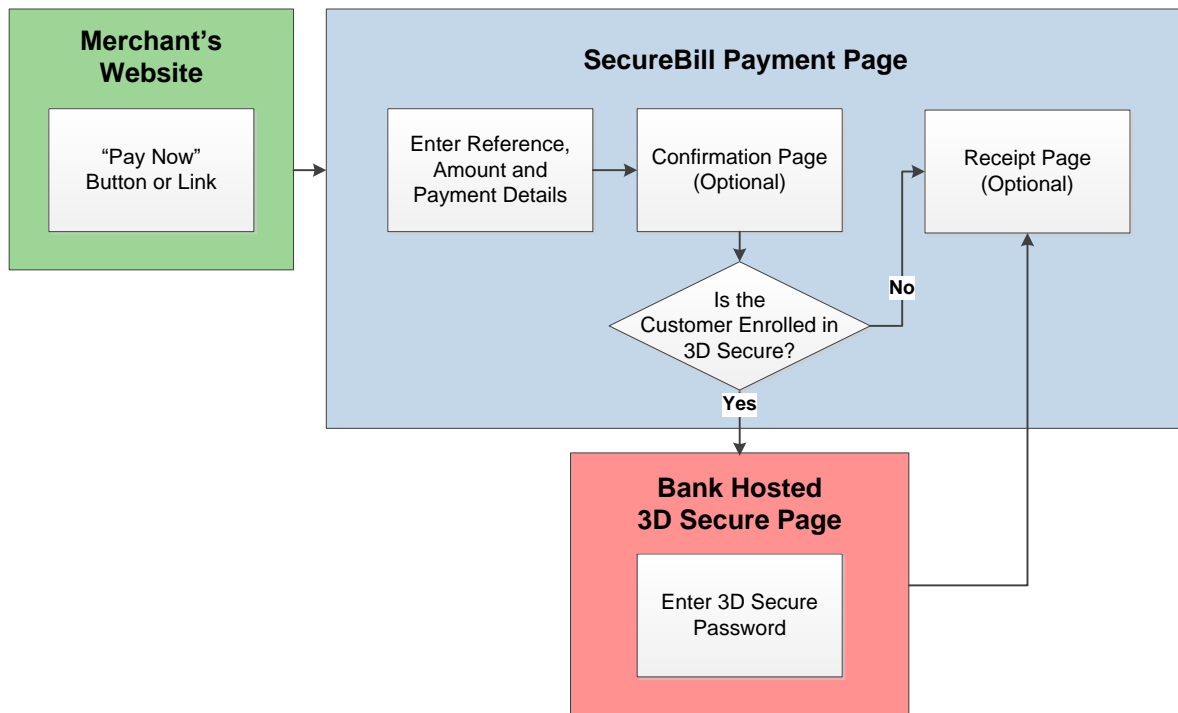 Merchant’s
Website
“Pay Now”
Button or Link
SecureBill Payment Page
Enter Reference,
Amount and
Payment Details
Confirmation Page
(Optional)
Receipt Page
(Optional)
Is the
Customer Enrolled in
3D Secure?
No
Yes
Bank Hosted
3D Secure Page
Enter 3D Secure
Password